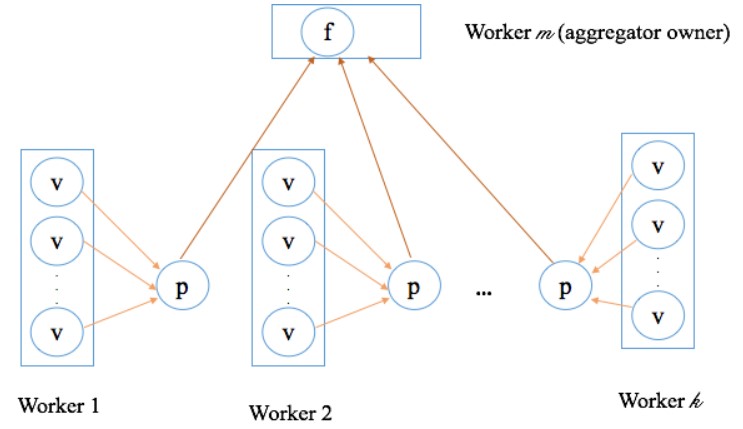 f
Worker m (aggregator owner)
v
v
v
v
v
v
v
v
v
p
p
...
p
Worker 1
Worker 2
Worker k